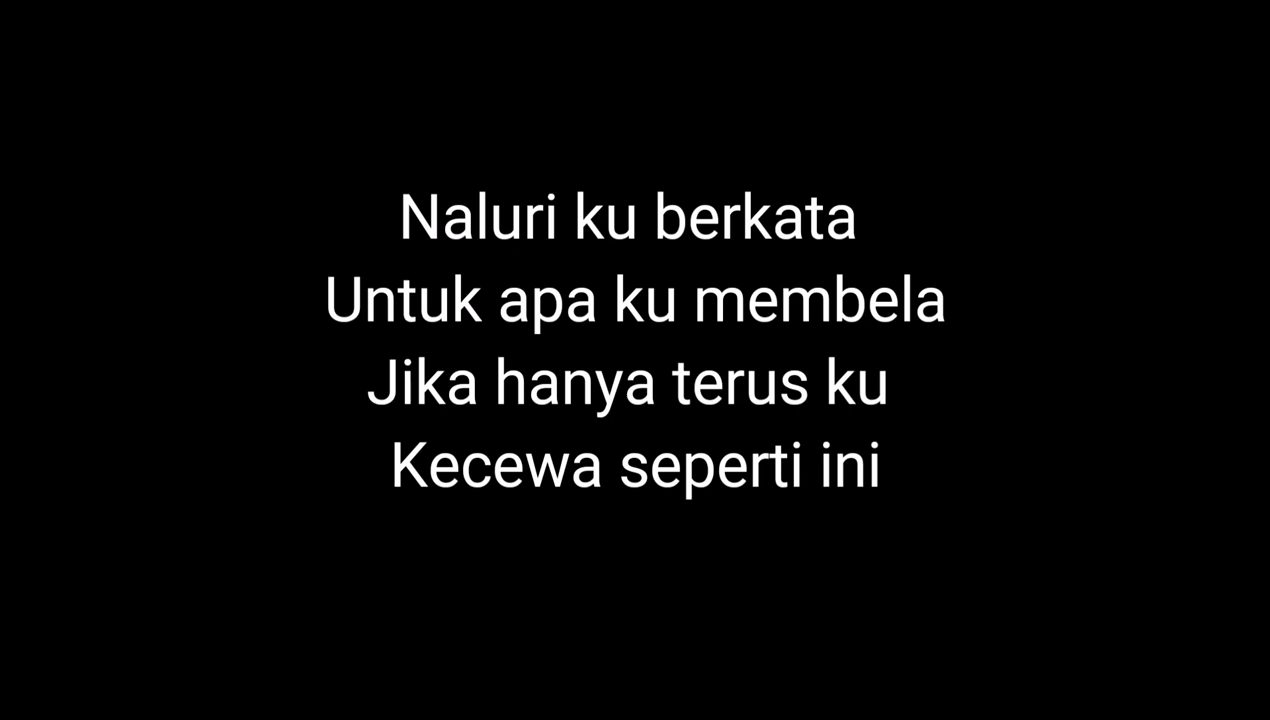 Naluri ku berkata
Untuk apa ku membela
Jika hanya terus ku
Kecewa seperti ini